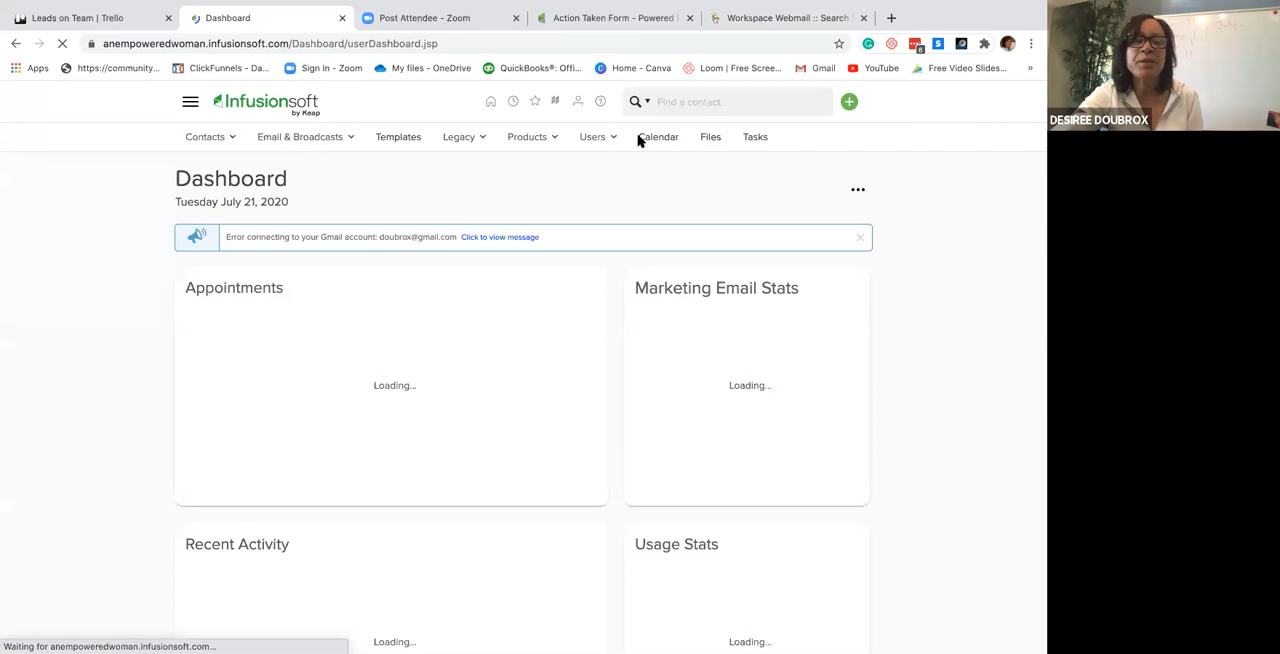 Leads on Team | Trello
Dashboard
Post Attendee - Zoom
Action Taken Form - Powered
Workspace Webmail :: Search
anempoweredwoman.infusionsoft.com/Dashboard/userDashboard.jsp
6
Apps
https://community...
ClickFunnels - Da...
Sign In - Zoom
My files - OneDrive
QuickBooks®: Offi...
Home - Canva
Loom | Free Scree...
Gmail
YouTube
Free Video Slides...
»
Infusionsoft
by Keap
Find a contact.
Contacts
Email & Broadcasts
Templates
Legacy
Products
Users
Calendar
Files
Tasks
Dashboard
Tuesday July 21, 2020
Error connecting to your Gmail account: doubrox@gmail.com Click to view message
Appointments
Marketing Email Stats
Loading...
Loading...
Recent Activity
Usage Stats
Loading...
Loading...
Waiting for anempoweredwoman.infusionsoft.com...
DESIREE DOUBROX